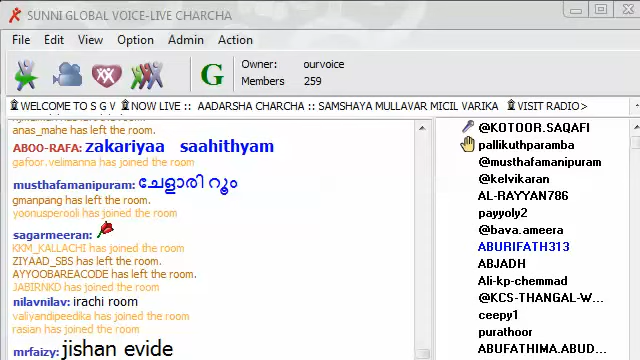 SUNNI GLOBAL VOICE-LIVE CHARCHA
File Edit View Option Admin Action
G
Owner: ourvoice
Members 259
WELCOME TO S G V NOW LIVE :: AADARSHA CHARCHA :: SAMSHAYA MULLAVAR MICIL VARIKA VISIT RADIO>
anas_mahe has left the room.
ABOO-RAFA: zakariyaa saahithyam
gafoor.velimanna has joined the room
musthafamanipuram: ചേളാരി റൂം
gmanpang has left the room.
yoonusperooli has joined the room
sagarmeeran:
KKM_KALLACHI has joined the room
ZIYAAD_SBS has left the room.
AYYOOBAREACODE has left the room.
JABIRNKD has joined the room
nilavnilav: irachi room
valiyandipeedika has joined the room
rasian has joined the room
mrfaizy: jishan evide
@KOTOOR.SAQAFI
pallikuthparamba
@musthafamanipuram
@kelvikaran
AL-RAYYAN786
payyoly2
@bava.ameera
ABURIFATH313
ABJADH
Ali-kp-chemmad
@KCS-THANGAL-W...
ceepy1
purathoor
ABUFATHIMA.ABUD...